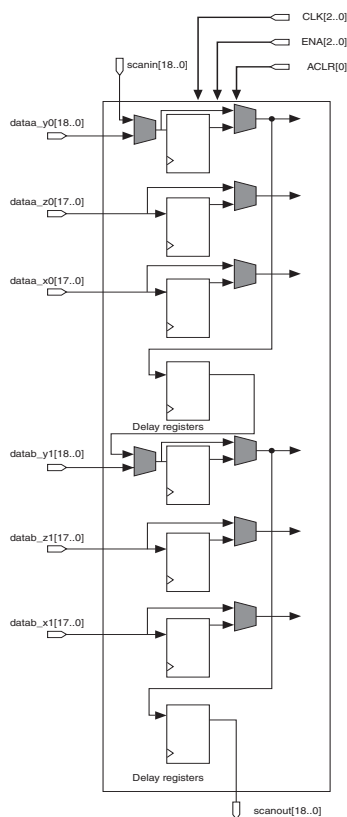 CLK[2..0]
ENA[2..0]
ACLR[0]
scanin[18..0]
dataa_y0[18..0]
dataa_z0[17..0]
dataa_x0[17..0]
Delay registers
datab_y1[18..0]
datab_z1[17..0]
datab_x1[17..0]
Delay registers
scanout[18..0]